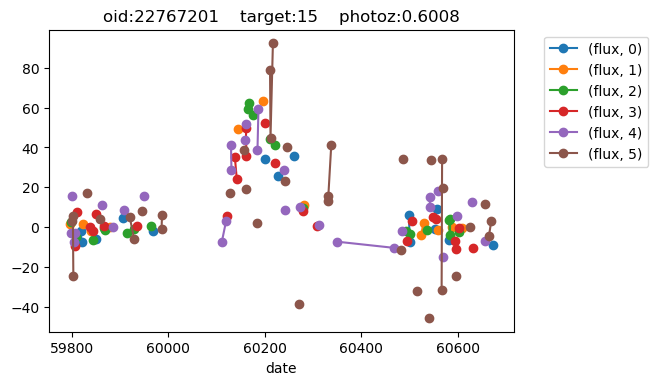 oid:22767201    target:15    photoz:0.6008
80
60
40
20
0
−20
−40
59800
60000
60200
60400
60600
date
(flux, 0)
(flux, 1)
(flux, 2)
(flux, 3)
(flux, 4)
(flux, 5)